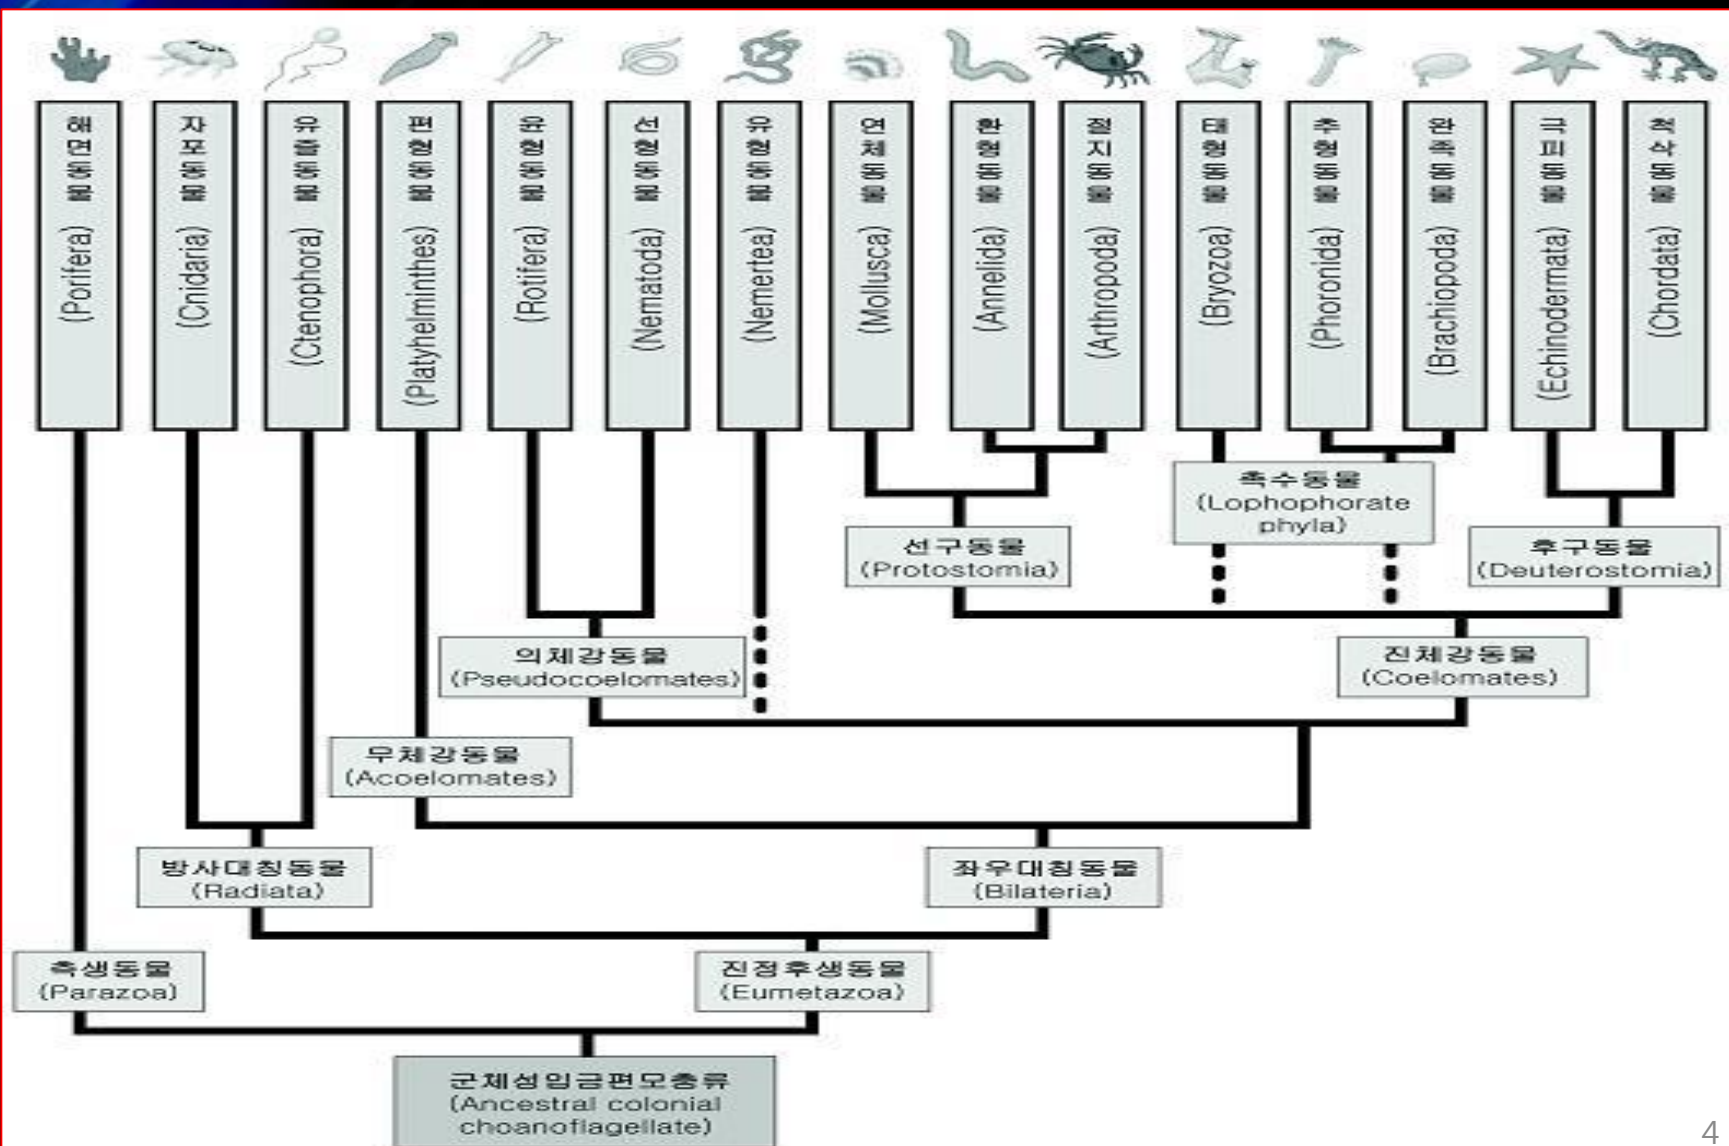 해면동물 (Porifera)
자포동물 (Cnidaria)
유즐동물 (Ctenophora)
편형동물 (Platyhelminthes)
윤형동물 (Rotifera)
선형동물 (Nematoda)
유형동물 (Nemertea)
연체동물 (Mollusca)
환형동물 (Annelida)
절지동물 (Arthropoda)
태형동물 (Bryozoa)
추형동물 (Phoronida)
완족동물 (Brachiopoda)
극피동물 (Echinodermata)
척삭동물 (Chordata)
촉수동물
(Lophophorate
phyla)
선구동물
(Protostomia)
후구동물
(Deuterostomia)
의체강동물
(Pseudocoelomates)
진체강동물
(Coelomates)
무체강동물
(Acoelomates)
방사대칭동물
(Radiata)
좌우대칭동물
(Bilateria)
측생동물
(Parazoa)
진정후생동물
(Eumetazoa)
군체성입금편모충류
(Ancestral colonial
choanoflagellate)
4